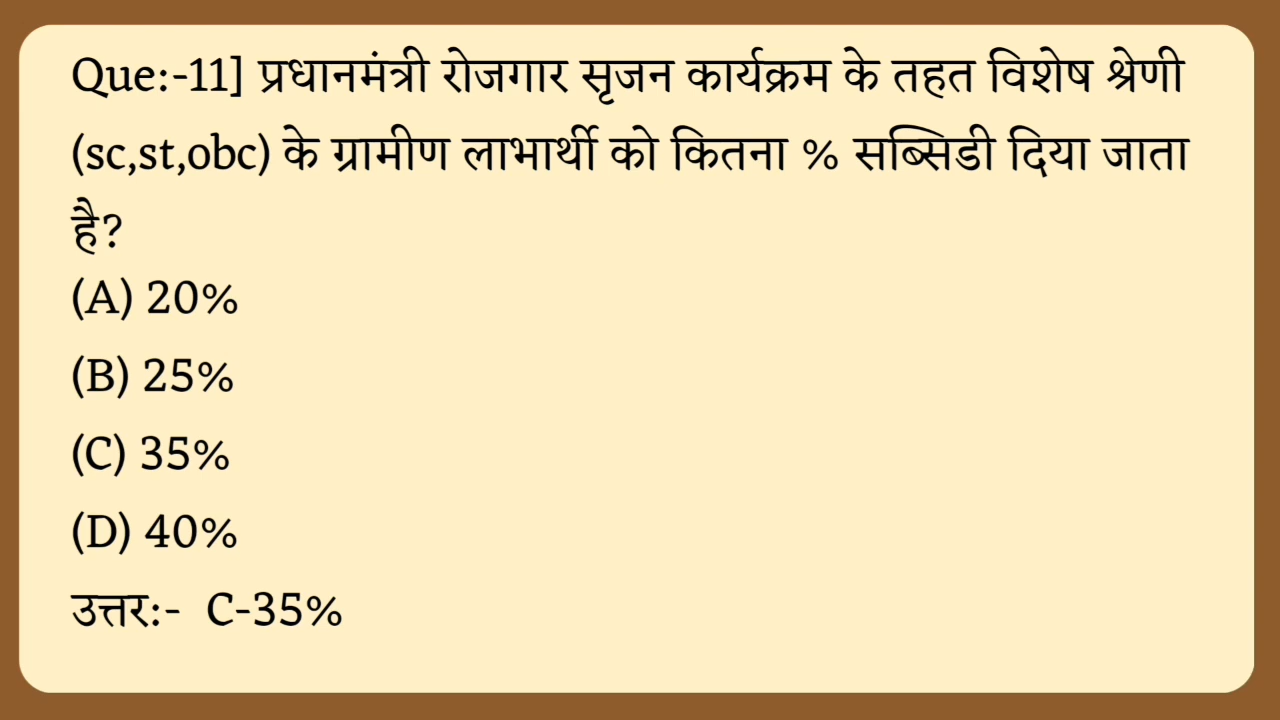 Que:-11] प्रधानमंत्री रोजगार सृजन कार्यक्रम के तहत विशेष श्रेणी
(sc,st,obc) के ग्रामीण लाभार्थी को कितना % सब्सिडी दिया जाता
है?
(A) 20%
(B) 25%
(C) 35%
(D) 40%
उत्तर:- C-35%